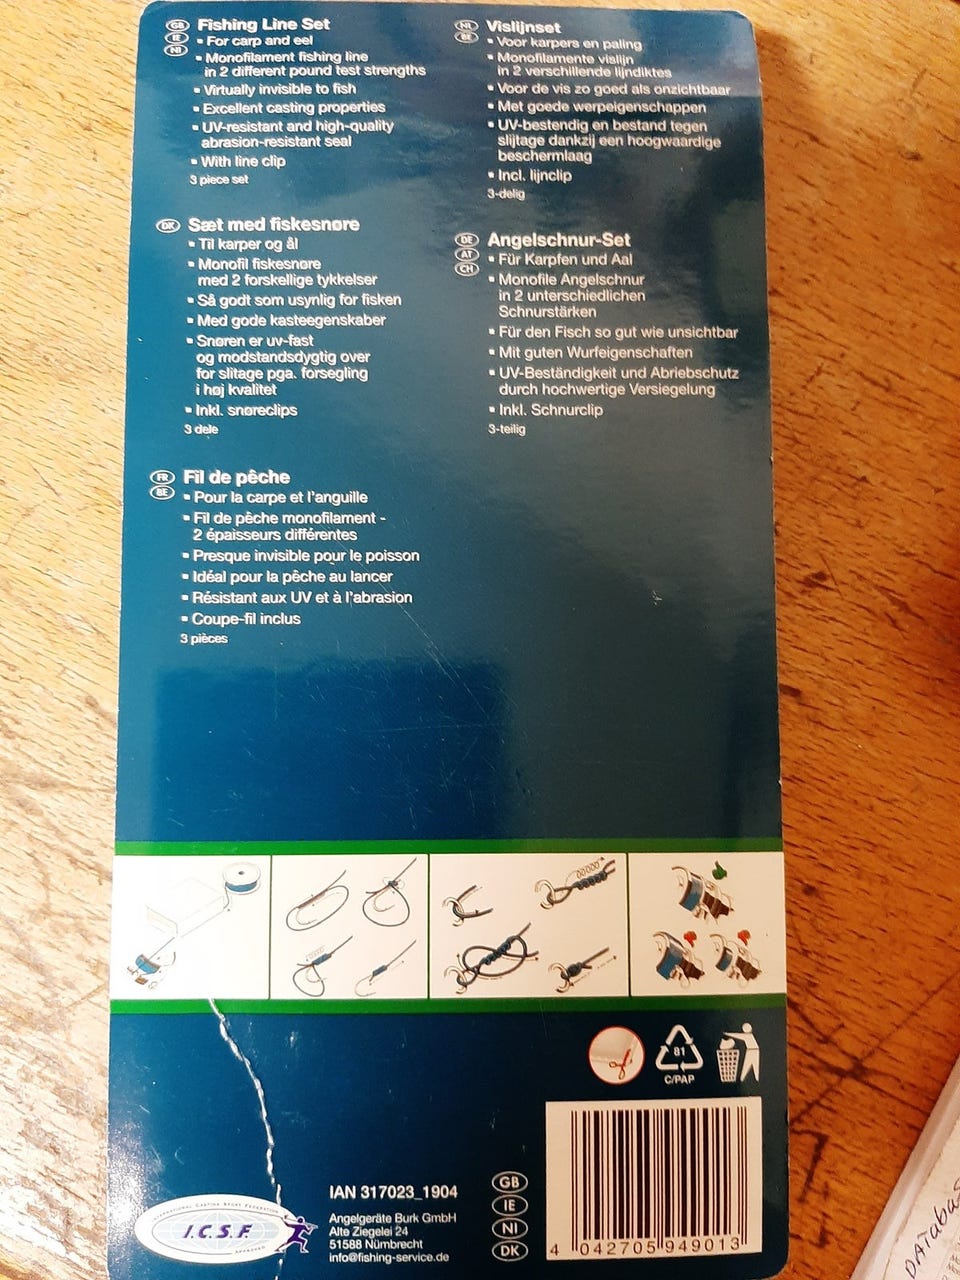 GB
IE
NI
Fishing Line Set
▪ For carp and eel
▪ Monofilament fishing line
in 2 different pound test strengths
▪ Virtually invisible to fish
▪ Excellent casting properties
▪ UV-resistant and high-quality
abrasion-resistant seal
▪ With line clip
3 piece set
DK
Sæt med fiskesnøre
▪ Til karper og ål
▪ Monofil fiskesnøre
med 2 forskellige tykkelser
▪ Så godt som usynlig for fisken
▪ Med gode kasteegenskaber
▪ Snøren er uv-fast
og modstandsdygtig over
for slitage pga. forsegling
i høj kvalitet
▪ Inkl. snøreclips
3 dele
FR
BE
Fil de pêche
▪ Pour la carpe et l'anguille
▪ Fil de pêche monofilament -
2 épaisseurs différentes
▪ Presque invisible pour le poisson
▪ Idéal pour la pêche au lancer
▪ Résistant aux UV et à l'abrasion
▪ Coupe-fil inclus
3 pièces
NL
BE
Vislijnset
▪ Voor karpers en paling
▪ Monofilamente vislijn
in 2 verschillende lijndiktes
▪ Voor de vis zo goed als onzichtbaar
▪ Met goede werpeigenschappen
▪ UV-bestendig en bestand tegen
slijtage dankzij een hoogwaardige
beschermlaag
▪ Incl. lijnclip
3-delig
DE
AT
CH
Angelschnur-Set
▪ Für Karpfen und Aal
▪ Monofile Angelschnur
in 2 unterschiedlichen
Schnurstärken
▪ Für den Fisch so gut wie unsichtbar
▪ Mit guten Wurfeigenschaften
▪ UV-Beständigkeit und Abriebschutz
durch hochwertige Versiegelung
▪ Inkl. Schnurclip
3-teilig
81
C/PAP
INTERNATIONAL CASTING SPORT FEDERATION
I.C.S.F.
APPROVED
IAN 317023_1904
Angelgeräte Burk GmbH
Alte Ziegelei 24
51588 Nümbrecht
info@fishing-service.de
GB
IE
NI
DK
4 042705 949013